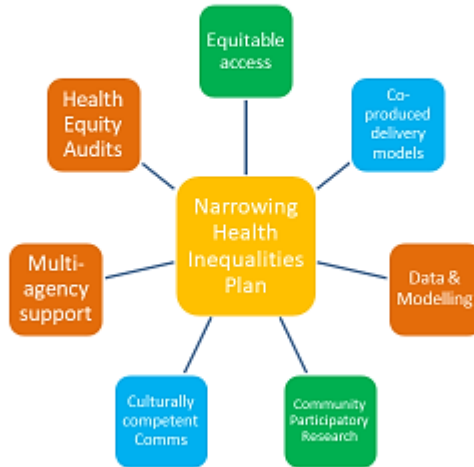 Equitable
access
Co-
produced
delivery
models
Data &
Modelling
Community
Participatory
Research
Culturally
competent
Comms
Multi-
agency
support
Health
Equity
Audits
Narrowing
Health
Inequalities
Plan